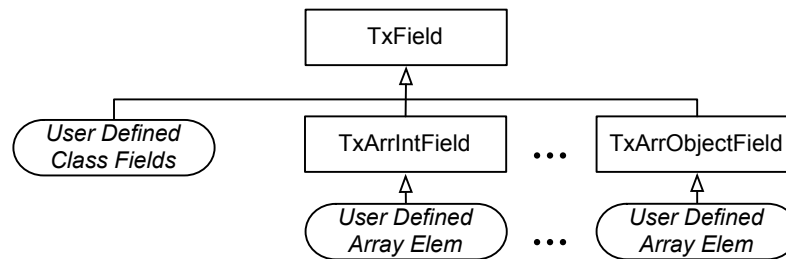 TxField
User Defined
Class Fields
TxArrIntField
...
TxArrObjectField
User Defined
Array Elem
...
User Defined
Array Elem